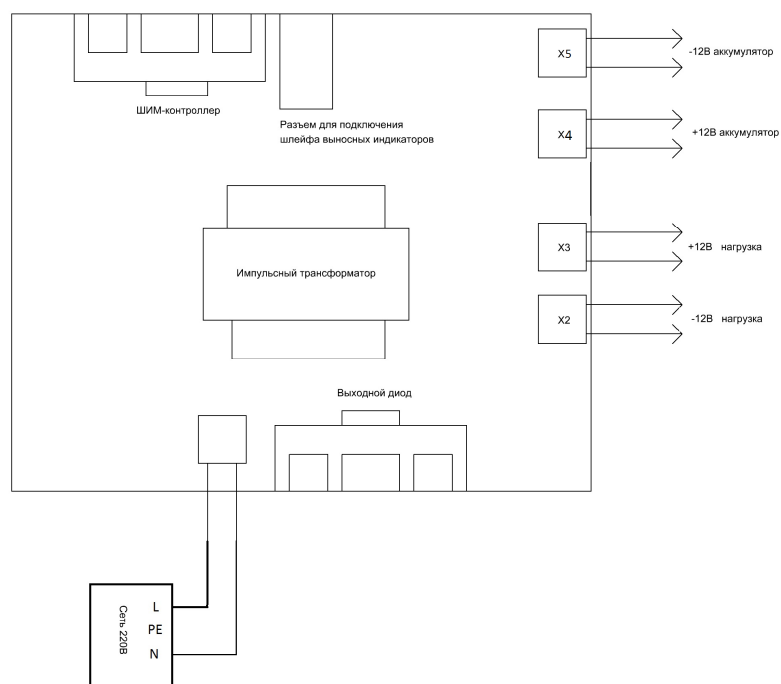 X5
-12В аккумулятор
ШИМ-контроллер
Разъем для подключения
шлейфа выносных индикаторов
X4
+12В аккумулятор
X3
+12В нагрузка
Импульсный трансформатор
X2
-12В нагрузка
Выходной диод
Сеть 220В
L
PE
N